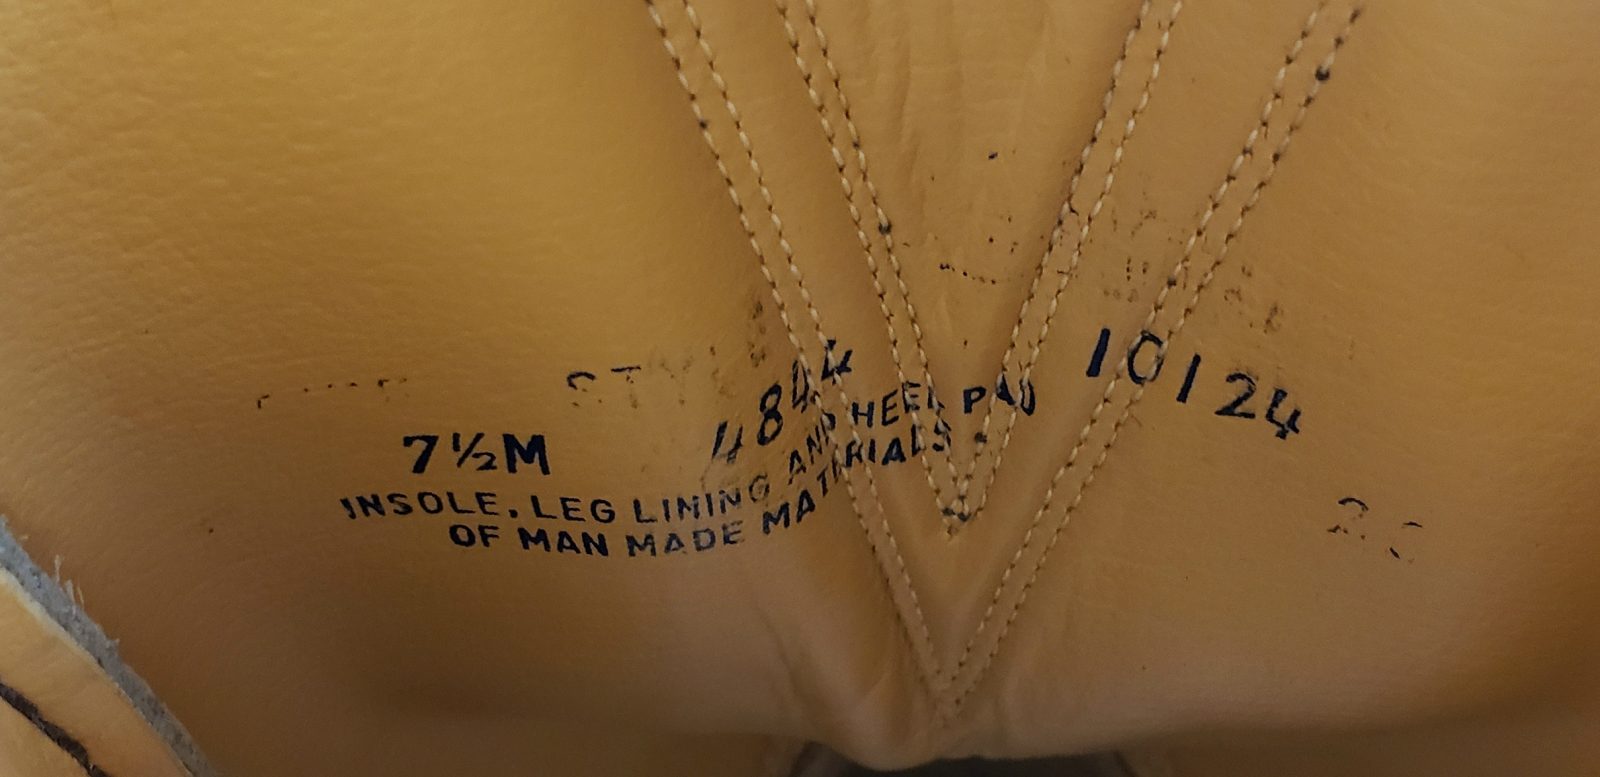 STYLE
4844
10124
7½M
INSOLE, LEG LINING AND HEEL PAD
OF MAN MADE MATERIALS